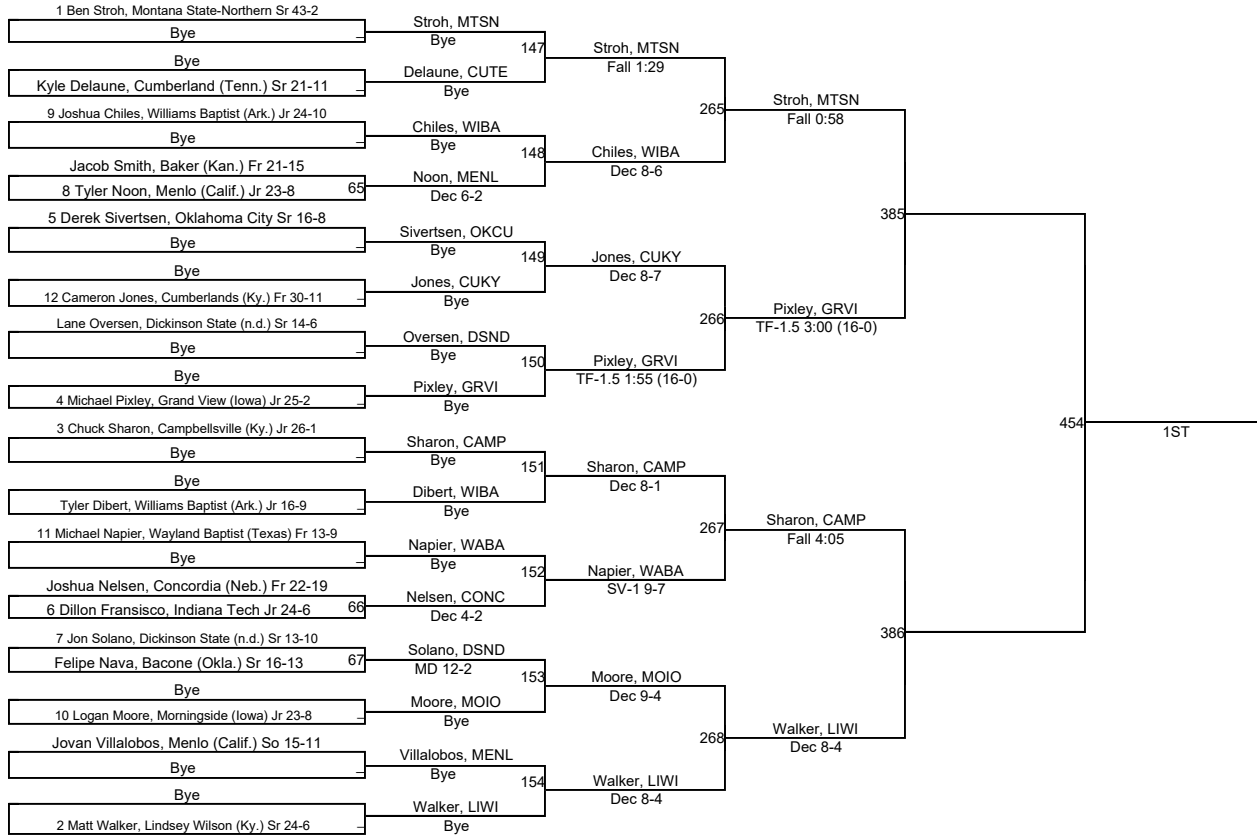 1 Ben Stroh, Montana State-Northern Sr 43-2
Bye
_
Bye
Kyle Delaune, Cumberland (Tenn.) Sr 21-11
_
9 Joshua Chiles, Williams Baptist (Ark.) Jr 24-10
Bye
_
Jacob Smith, Baker (Kan.) Fr 21-15
8 Tyler Noon, Menlo (Calif.) Jr 23-8
65
5 Derek Sivertsen, Oklahoma City Sr 16-8
Bye
_
Bye
12 Cameron Jones, Cumberlands (Ky.) Fr 30-11
_
Lane Oversen, Dickinson State (n.d.) Sr 14-6
Bye
_
Bye
4 Michael Pixley, Grand View (Iowa) Jr 25-2
_
3 Chuck Sharon, Campbellsville (Ky.) Jr 26-1
Bye
_
Bye
Tyler Dibert, Williams Baptist (Ark.) Jr 16-9
_
11 Michael Napier, Wayland Baptist (Texas) Fr 13-9
Bye
_
Joshua Nelsen, Concordia (Neb.) Fr 22-19
6 Dillon Fransisco, Indiana Tech Jr 24-6
66
7 Jon Solano, Dickinson State (n.d.) Sr 13-10
Felipe Nava, Bacone (Okla.) Sr 16-13
67
Bye
10 Logan Moore, Morningside (Iowa) Jr 23-8
_
Jovan Villalobos, Menlo (Calif.) So 15-11
Bye
_
Bye
2 Matt Walker, Lindsey Wilson (Ky.) Sr 24-6
_
Stroh, MTSN
Bye
147
Delaune, CUTE
Bye
Chiles, WIBA
Bye
148
Noon, MENL
Dec 6-2
Sivertsen, OKCU
Bye
149
Jones, CUKY
Bye
Oversen, DSND
Bye
150
Pixley, GRVI
Bye
Sharon, CAMP
Bye
151
Dibert, WIBA
Bye
Napier, WABA
Bye
152
Nelsen, CONC
Dec 4-2
Solano, DSND
MD 12-2
153
Moore, MOIO
Bye
Villalobos, MENL
Bye
154
Walker, LIWI
Bye
Stroh, MTSN
Fall 1:29
265
Chiles, WIBA
Dec 8-6
Jones, CUKY
Dec 8-7
266
Pixley, GRVI
TF-1.5 1:55 (16-0)
Sharon, CAMP
Dec 8-1
267
Napier, WABA
SV-1 9-7
Moore, MOIO
Dec 9-4
268
Walker, LIWI
Dec 8-4
Stroh, MTSN
Fall 0:58
385
Pixley, GRVI
TF-1.5 3:00 (16-0)
Sharon, CAMP
Fall 4:05
386
Walker, LIWI
Dec 8-4
454
1ST